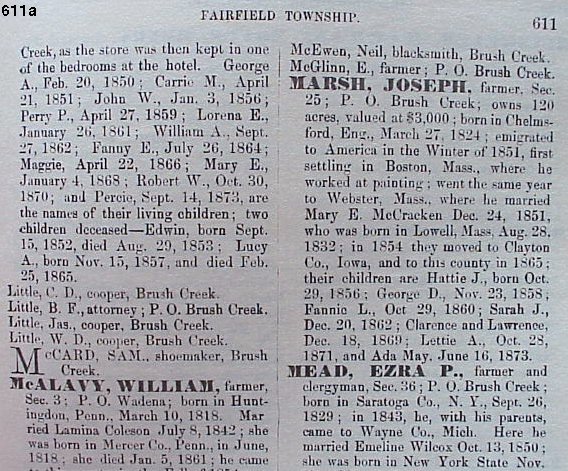 611a
FAIRFIELD TOWNSHIP.
611
Creek, as the store was then kept in one
of the bedrooms at the hotel. George
A., Feb. 20, 1850; Carrie M., April
21, 1851; John W., Jan. 3, 1856;
Perry P., April 27, 1859; Lorena E.,
January 26, 1861; William A., Sept.
27, 1862; Fanny E., July 26, 1864;
Maggie, April 22, 1866; Mary E.,
January 4, 1868; Robert W., Oct. 30,
1870; and Percie, Sept. 14, 1873, are
the names of their living children; two
children deceased—Edwin, born Sept.
15, 1852, died Aug. 29, 1853; Lucy
A., born Nov. 15, 1857, and died Feb.
25, 1865.
Little, C. D., cooper, Brush Creek.
Little, B. F., attorney; P. O. Brush Creek.
Little, Jas., cooper, Brush Creek.
Little, W. D., cooper, Brush Creek.
McCARD, SAM., shoemaker, Brush
Creek.
McALAVY, WILLIAM, farmer,
Sec. 3; P. O. Wadena; born in Hunt-
ingdon, Penn., March 10, 1818. Mar
ried Lamina Coleson July 8, 1842; she
was born in Mercer Co., Penn., in June,
1818; she died Jan. 5, 1861; he came
McEwen, Neil, blacksmith, Brush Creek.
McGlinn, E., farmer; P. O. Brush Creek.
MARSH, JOSEPH, farmer, Sec.
25; P. O. Brush Creek; owns 120
acres, valued at $3,000; born in Chelms-
ford, Eng., March 27, 1824; emigrated
to America in the Winter of 1851, first
settling in Boston, Mass., where he
worked at painting; went the same year
to Webster, Mass., where he married
Mary E. McCracken Dec. 24, 1851,
who was born in Lowell, Mass, Aug. 28,
1832; in 1854 they moved to Clayton
Co., Iowa, and to this county in 1865;
their children are Hattie J., born Oct.
29, 1856; George D., Nov. 23, 1858;
Fannie L., Oct 29, 1860; Sarah J.,
Dec. 20, 1862; Clarence and Lawrence,
Dec. 18, 1869; Lettie A., Oct. 28,
1871, and Ada May. June 16, 1873.
MEAD, EZRA P., farmer and
clergyman, Sec. 36; P. O. Brush Creek;
born in Saratoga Co., N. Y., Sept. 26,
1829; in 1843, he, with his parents,
came to Wayne Co., Mich. Here he
married Emeline Wilcox Oct. 13, 1850;
she was born in New York State Nov.